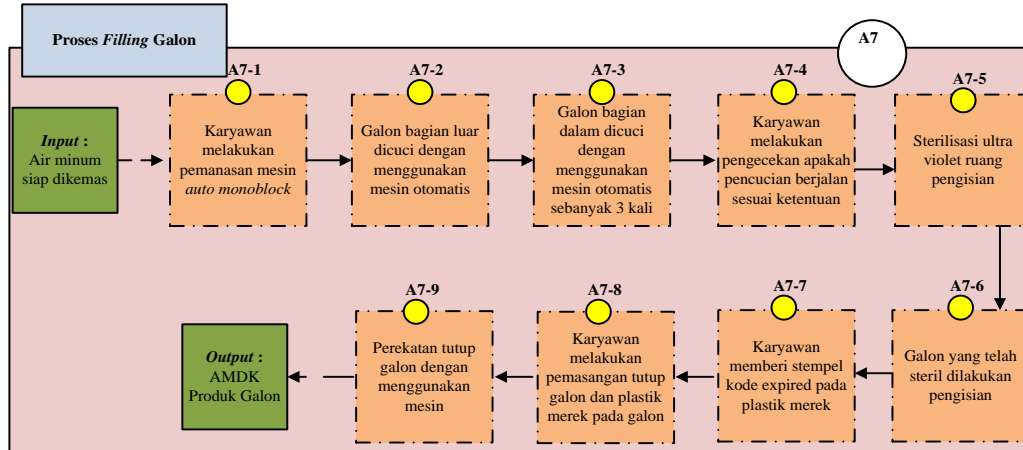 Proses Filling Galon
A7
Input :
Air minum
siap dikemas
A7-1
Karyawan
melakukan
pemanasan mesin
auto monoblock
A7-2
Galon bagian luar
dicuci dengan
menggunakan
mesin otomatis
A7-3
Galon bagian
dalam dicuci
dengan
menggunakan
mesin otomatis
sebanyak 3 kali
A7-4
Karyawan
melakukan
pengecekan apakah
pencucian berjalan
sesuai ketentuan
A7-5
Sterilisasi ultra
violet ruang
pengisian
A7-6
Galon yang telah
steril dilakukan
pengisian
A7-7
Karyawan
memberi stempel
kode expired pada
plastik merek
A7-8
Karyawan
melakukan
pemasangan tutup
galon dan plastik
merek pada galon
A7-9
Perekatan tutup
galon dengan
menggunakan
mesin
Output :
AMDK
Produk Galon